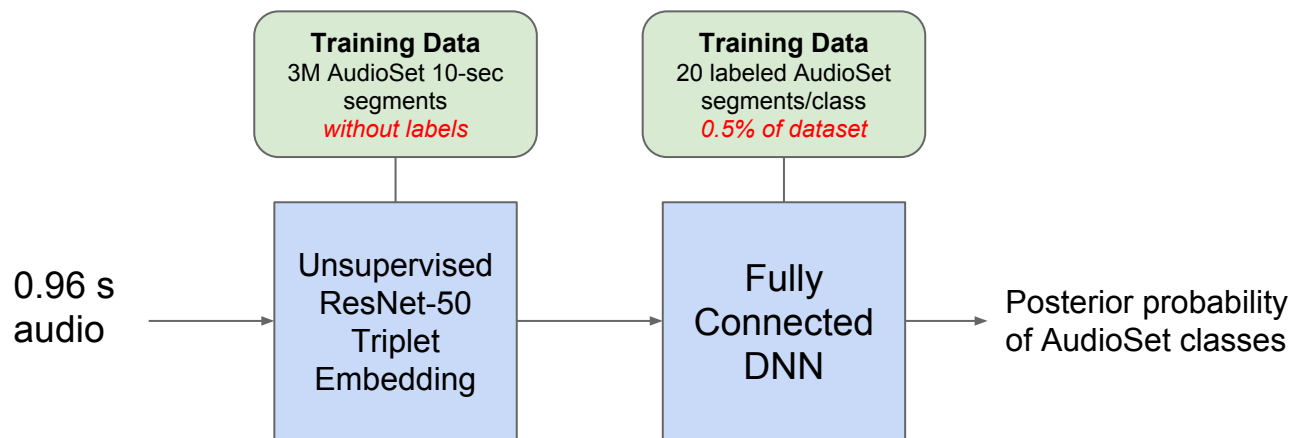 Training Data
3M AudioSet 10-sec
segments
without labels
Training Data
20 labeled AudioSet
segments/class
0.5% of dataset
0.96 s
audio
Unsupervised
ResNet-50
Triplet
Embedding
Fully
Connected
DNN
Posterior probability
of AudioSet classes